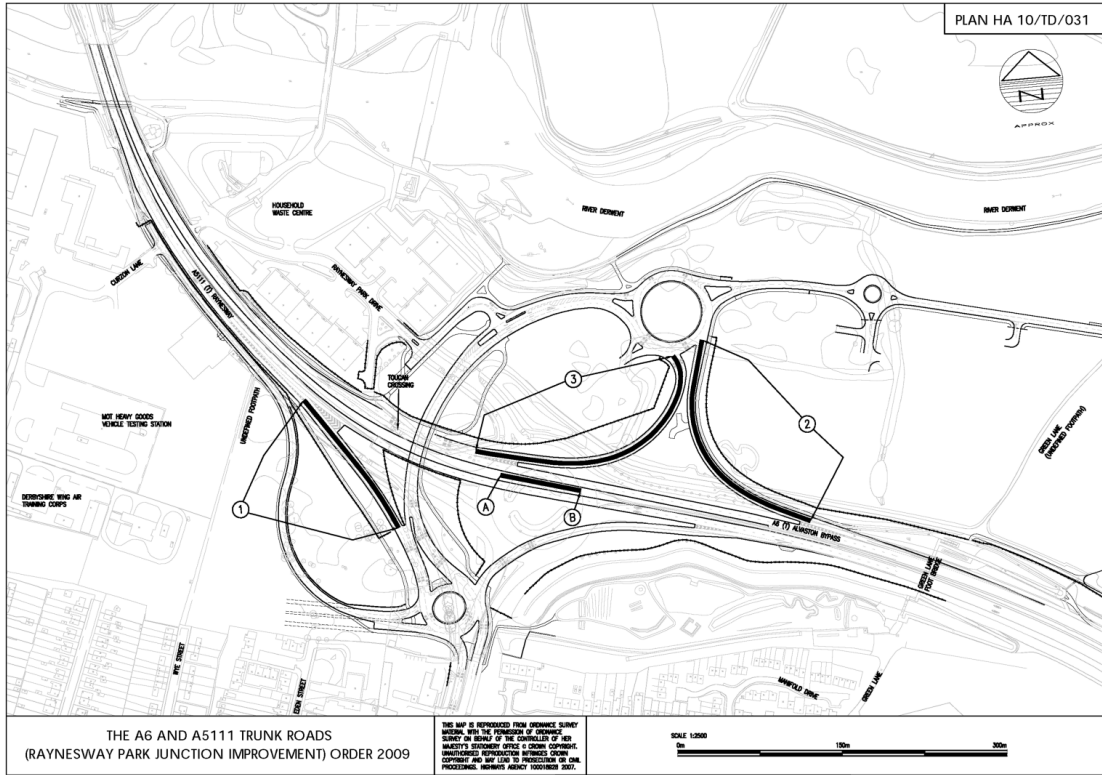 PLAN HA 10/TD/031
N
APPROX
HOUSEHOLD
WASTE CENTRE
RIVER DERWENT
RIVER DERWENT
CURZON LANE
A5111 (T) RAYNESWAY
RAYNESWAY PARK DRIVE
TOUCAN
CROSSING
3
2
MOT HEAVY GOODS
VEHICLE TESTING STATION
UNDEFINED FOOTPATH
GREEN LANE
(UNDEFINED FOOTPATH)
DERBYSHIRE WING AIR
TRAINING CORPS
1
A
B
A6 (T) ALVASTON BYPASS
GREEN LANE
FOOT BRIDGE
WYE STREET
EDEN STREET
MANIFOLD DRIVE
GREEN LANE
THE A6 AND A5111 TRUNK ROADS
(RAYNESWAY PARK JUNCTION IMPROVEMENT) ORDER 2009
THIS MAP IS REPRODUCED FROM ORDNANCE SURVEY
MATERIAL WITH THE PERMISSION OF ORDNANCE
SURVEY ON BEHALF OF THE CONTROLLER OF HER
MAJESTY'S STATIONERY OFFICE © CROWN COPYRIGHT.
UNAUTHORISED REPRODUCTION INFRINGES CROWN
COPYRIGHT AND MAY LEAD TO PROSECUTION OR CIVIL
PROCEEDINGS. HIGHWAYS AGENCY 100018928 2007.
SCALE 1:2500
0m 150m 300m